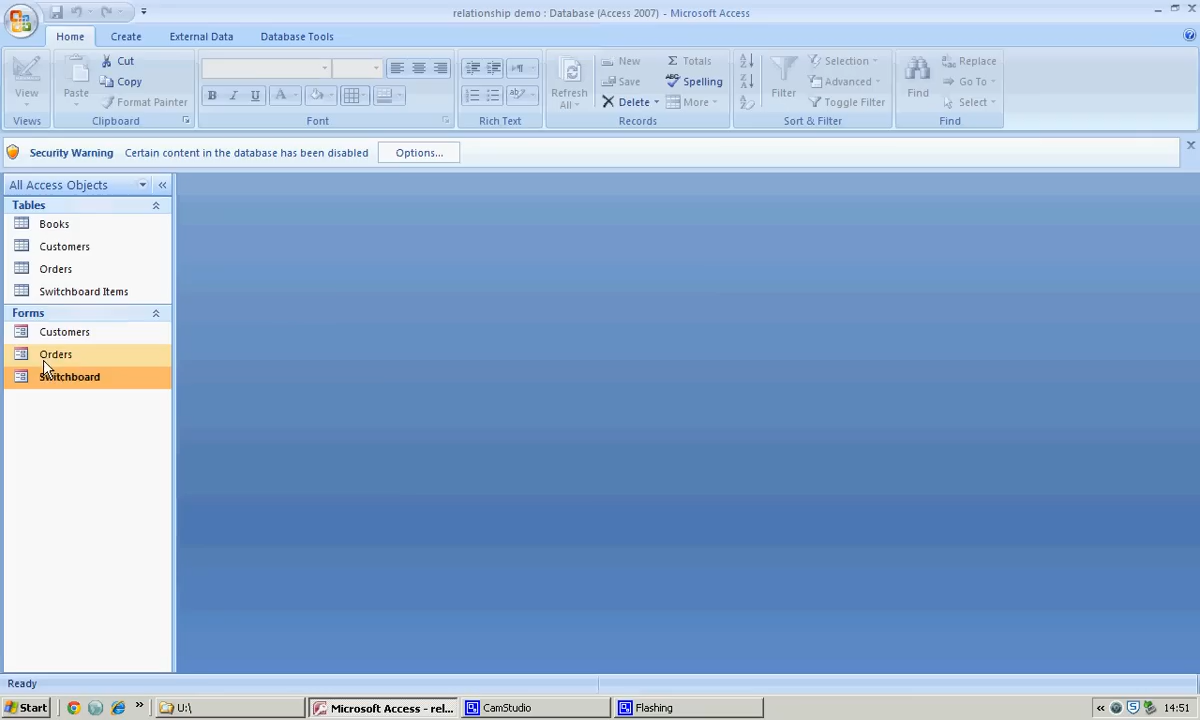 relationship demo : Database (Access 2007) - Microsoft Access
Home Create External Data Database Tools
View
Views
Paste
Cut
Copy
Format Painter
Clipboard
B I U A
Font
Rich Text
Refresh All
New
Save
Delete
Totals
Spelling
More
Records
Filter
Selection
Advanced
Toggle Filter
Sort & Filter
Find
Replace
Go To
Select
Find
Security Warning Certain content in the database has been disabled Options...
All Access Objects
Tables
Books
Customers
Orders
Switchboard Items
Forms
Customers
Orders
Switchboard
Ready
Start U:\ Microsoft Access - rel... CamStudio Flashing 14:51